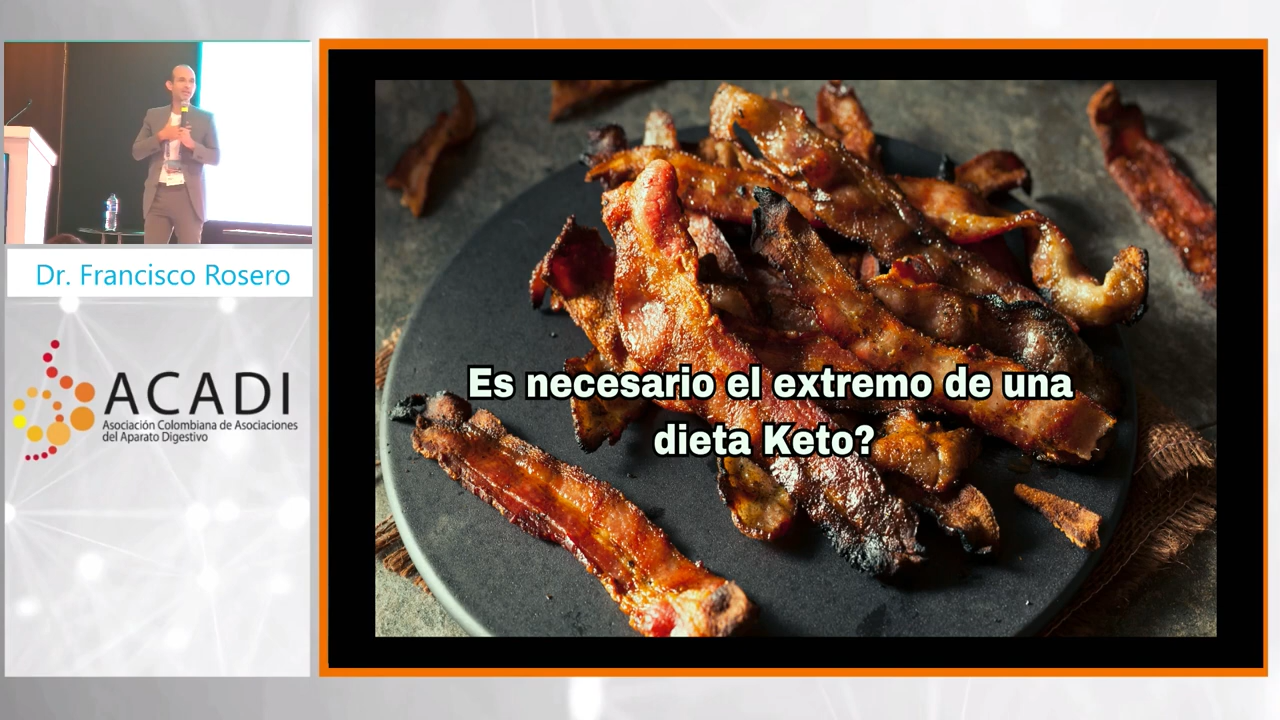 Dr. Francisco Rosero
ACADI
Asociación Colombiana de Asociaciones
del Aparato Digestivo
Es necesario el extremo de una
dieta Keto?